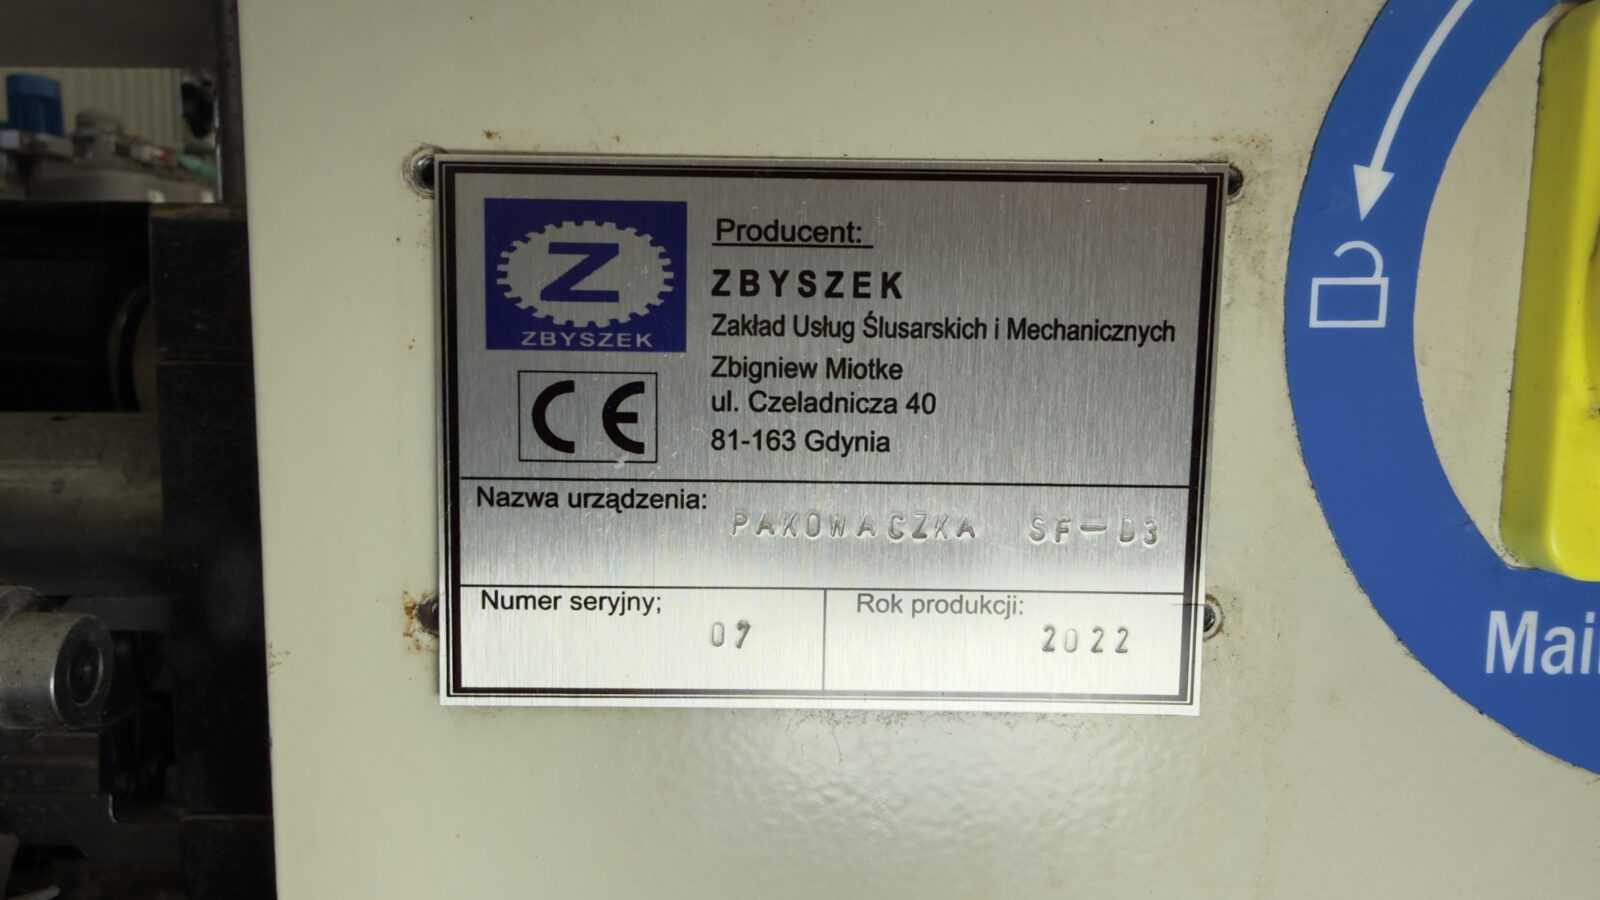 Z
ZBYSZEK
CE
Producent:
ZBYSZEK
Zakład Usług Ślusarskich i Mechanicznych
Zbigniew Miotke
ul. Czeladnicza 40
81-163 Gdynia
Nazwa urządzenia: PAKOWACZKA SF-D3
Numer seryjny; 07
Rok produkcji: 2022